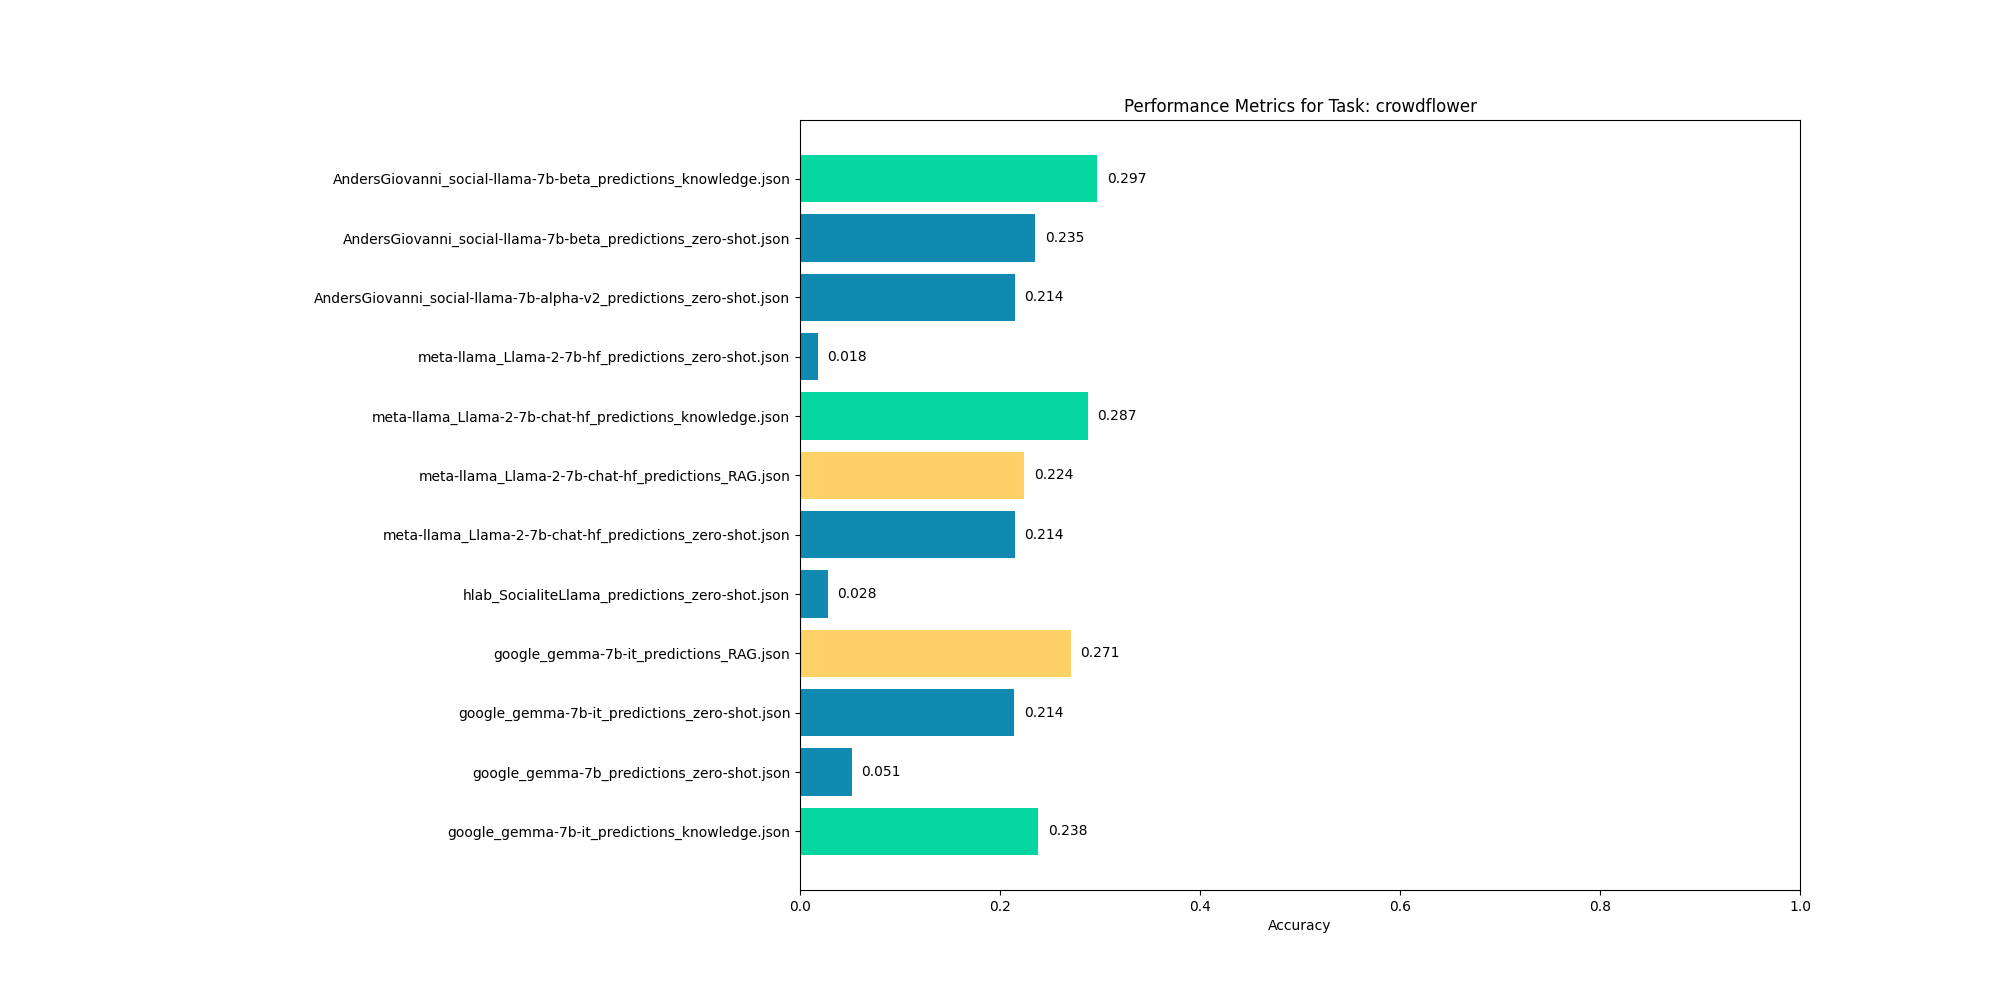 Performance Metrics for Task: crowdflower
AndersGiovanni_social-llama-7b-beta_predictions_knowledge.json 0.297
AndersGiovanni_social-llama-7b-beta_predictions_zero-shot.json 0.235
AndersGiovanni_social-llama-7b-alpha-v2_predictions_zero-shot.json 0.214
meta-llama_Llama-2-7b-hf_predictions_zero-shot.json 0.018
meta-llama_Llama-2-7b-chat-hf_predictions_knowledge.json 0.287
meta-llama_Llama-2-7b-chat-hf_predictions_RAG.json 0.224
meta-llama_Llama-2-7b-chat-hf_predictions_zero-shot.json 0.214
hlab_SocialiteLlama_predictions_zero-shot.json 0.028
google_gemma-7b-it_predictions_RAG.json 0.271
google_gemma-7b-it_predictions_zero-shot.json 0.214
google_gemma-7b_predictions_zero-shot.json 0.051
google_gemma-7b-it_predictions_knowledge.json 0.238
0.0 0.2 0.4 0.6 0.8 1.0
Accuracy